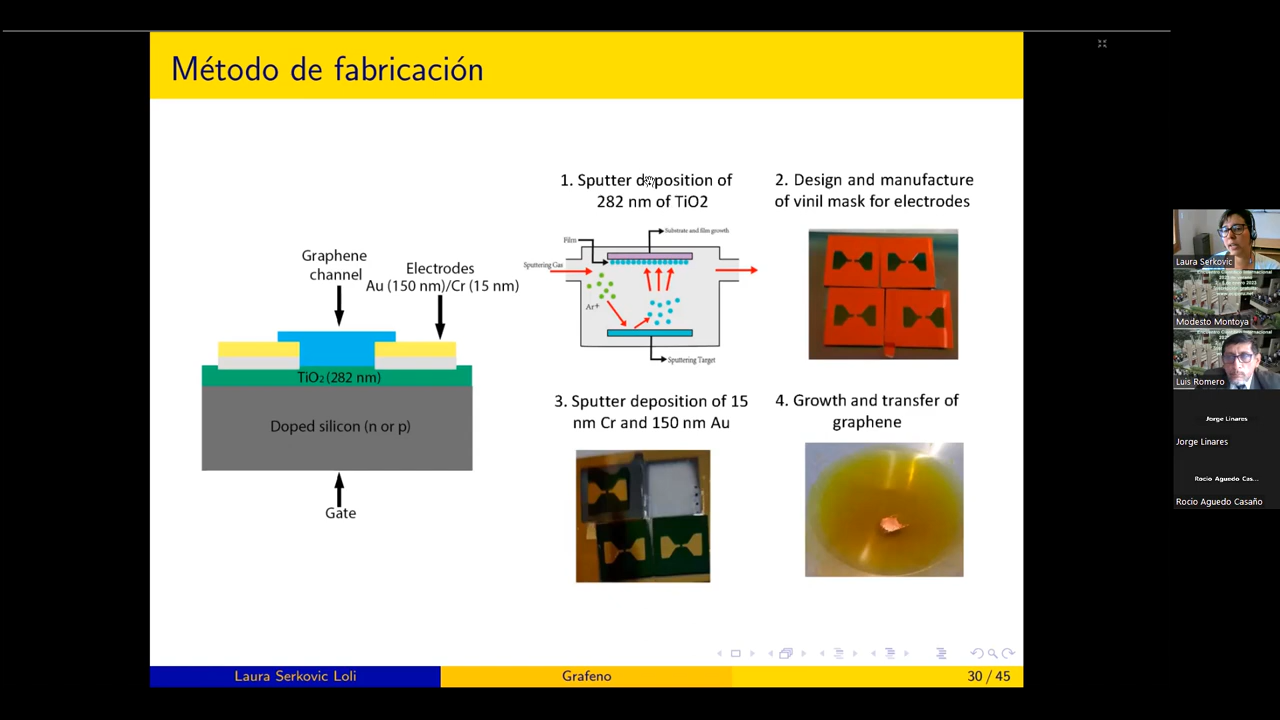 Método de fabricación
1. Sputter deposition of
282 nm of TiO2
2. Design and manufacture
of vinil mask for electrodes
Substrate and film growth
Film
Sputtering Gas
Ar+
Sputtering Target
Graphene
channel
Electrodes
Au (150 nm)/Cr (15 nm)
TiO₂ (282 nm)
Doped silicon (n or p)
Gate
3. Sputter deposition of 15
nm Cr and 150 nm Au
4. Growth and transfer of
graphene
Laura Serkovic Loli
Grafeno
30 / 45
Laura Serkovic
Modesto Montoya
Luis Romero
Jorge Linares
Jorge Linares
Rocio Aguedo Cas...
Rocio Aguedo Casaño